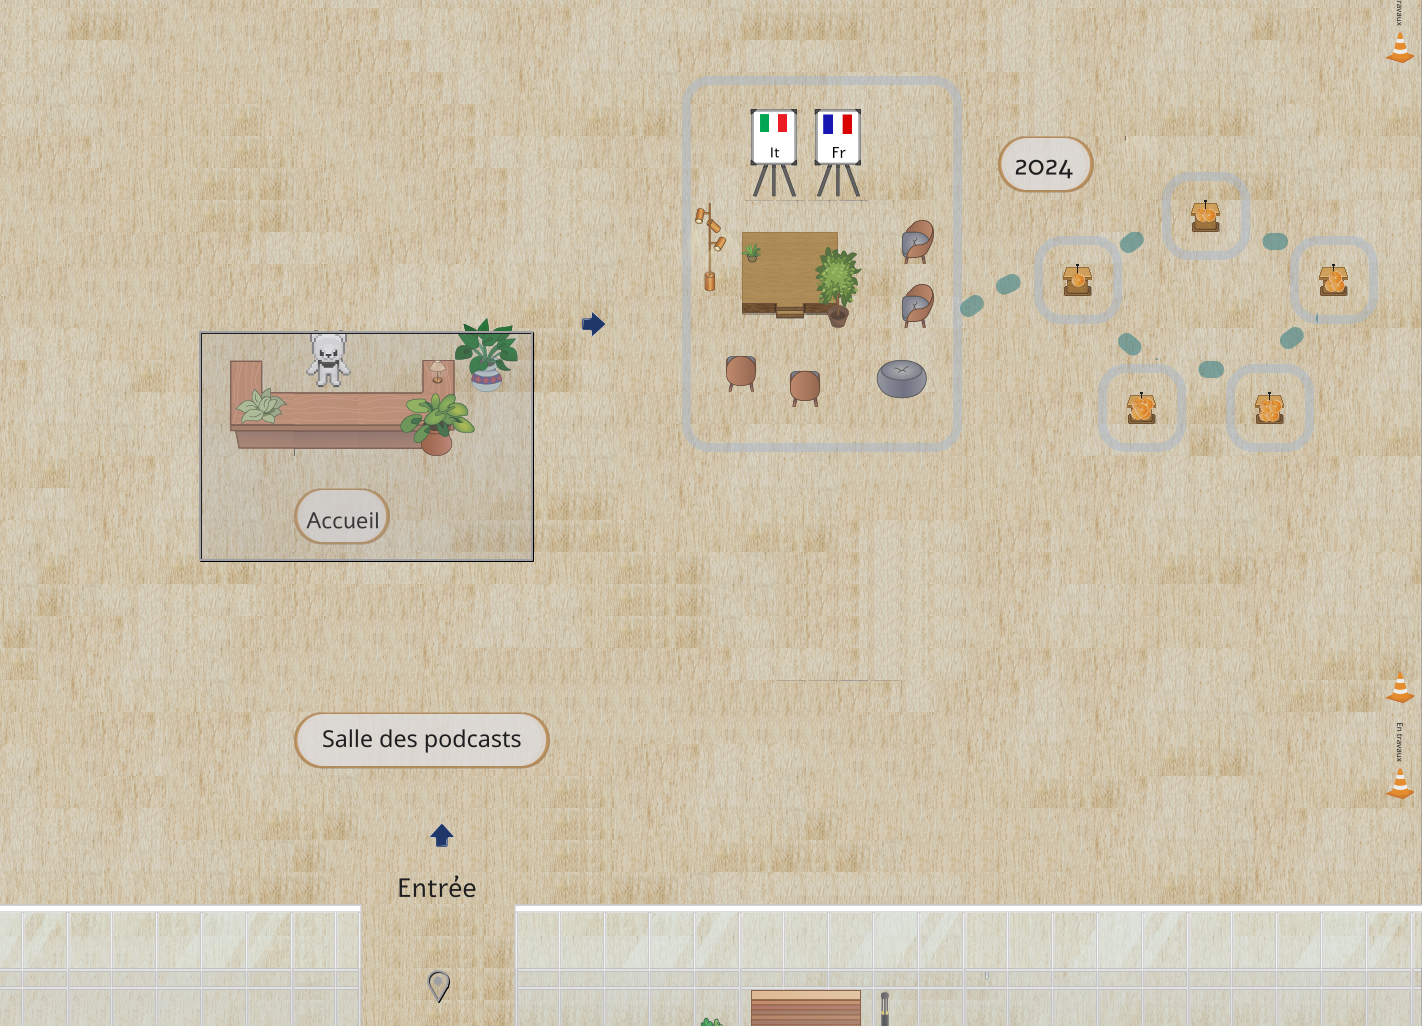 It
Fr
2024
Accueil
Salle des podcasts
En travaux
Entrée